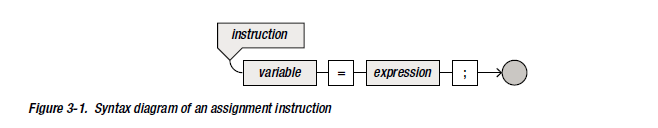 instruction
variable = expression ;
Figure 3-1. Syntax diagram of an assignment instruction